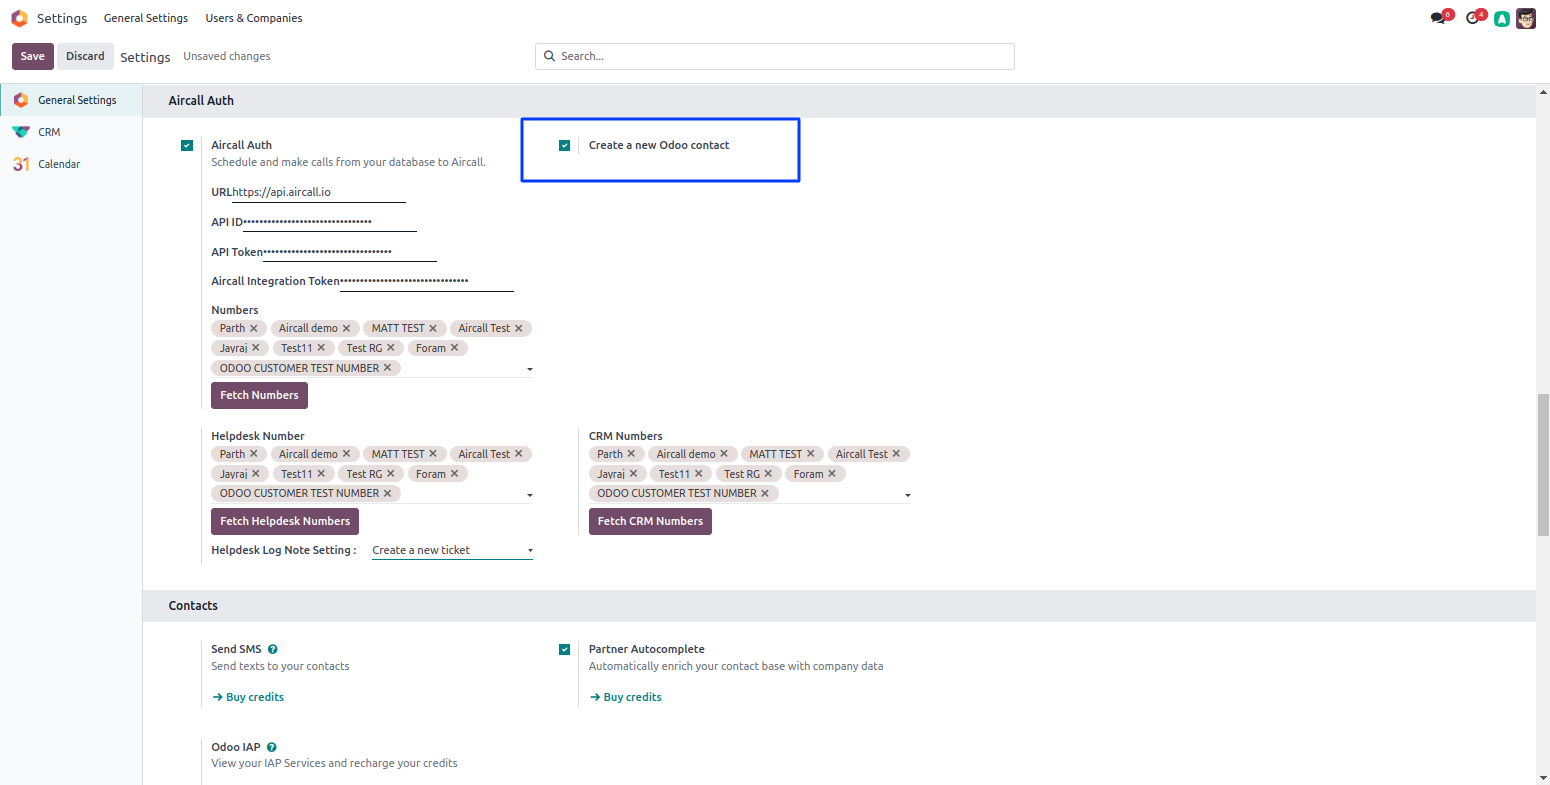 Settings General Settings Users & Companies 6 4
Save Discard Settings Unsaved changes Search...
General Settings
CRM
31 Calendar
Aircall Auth
Aircall Auth
Schedule and make calls from your database to Aircall.
Create a new Odoo contact
URL https://api.aircall.io
API ID ••••••••••••••••••••••••••••••••
API Token ••••••••••••••••••••••••••••••••
Aircall Integration Token ••••••••••••••••••••••••••••••••
Numbers
Parth ✕ Aircall demo ✕ MATT TEST ✕ Aircall Test ✕
Jayraj ✕ Test11 ✕ Test RG ✕ Foram ✕
ODOO CUSTOMER TEST NUMBER ✕
Fetch Numbers
Helpdesk Number
Parth ✕ Aircall demo ✕ MATT TEST ✕ Aircall Test ✕
Jayraj ✕ Test11 ✕ Test RG ✕ Foram ✕
ODOO CUSTOMER TEST NUMBER ✕
Fetch Helpdesk Numbers
Helpdesk Log Note Setting : Create a new ticket
CRM Numbers
Parth ✕ Aircall demo ✕ MATT TEST ✕ Aircall Test ✕
Jayraj ✕ Test11 ✕ Test RG ✕ Foram ✕
ODOO CUSTOMER TEST NUMBER ✕
Fetch CRM Numbers
Contacts
Send SMS ?
Send texts to your contacts
→ Buy credits
Partner Autocomplete
Automatically enrich your contact base with company data
→ Buy credits
Odoo IAP ?
View your IAP Services and recharge your credits